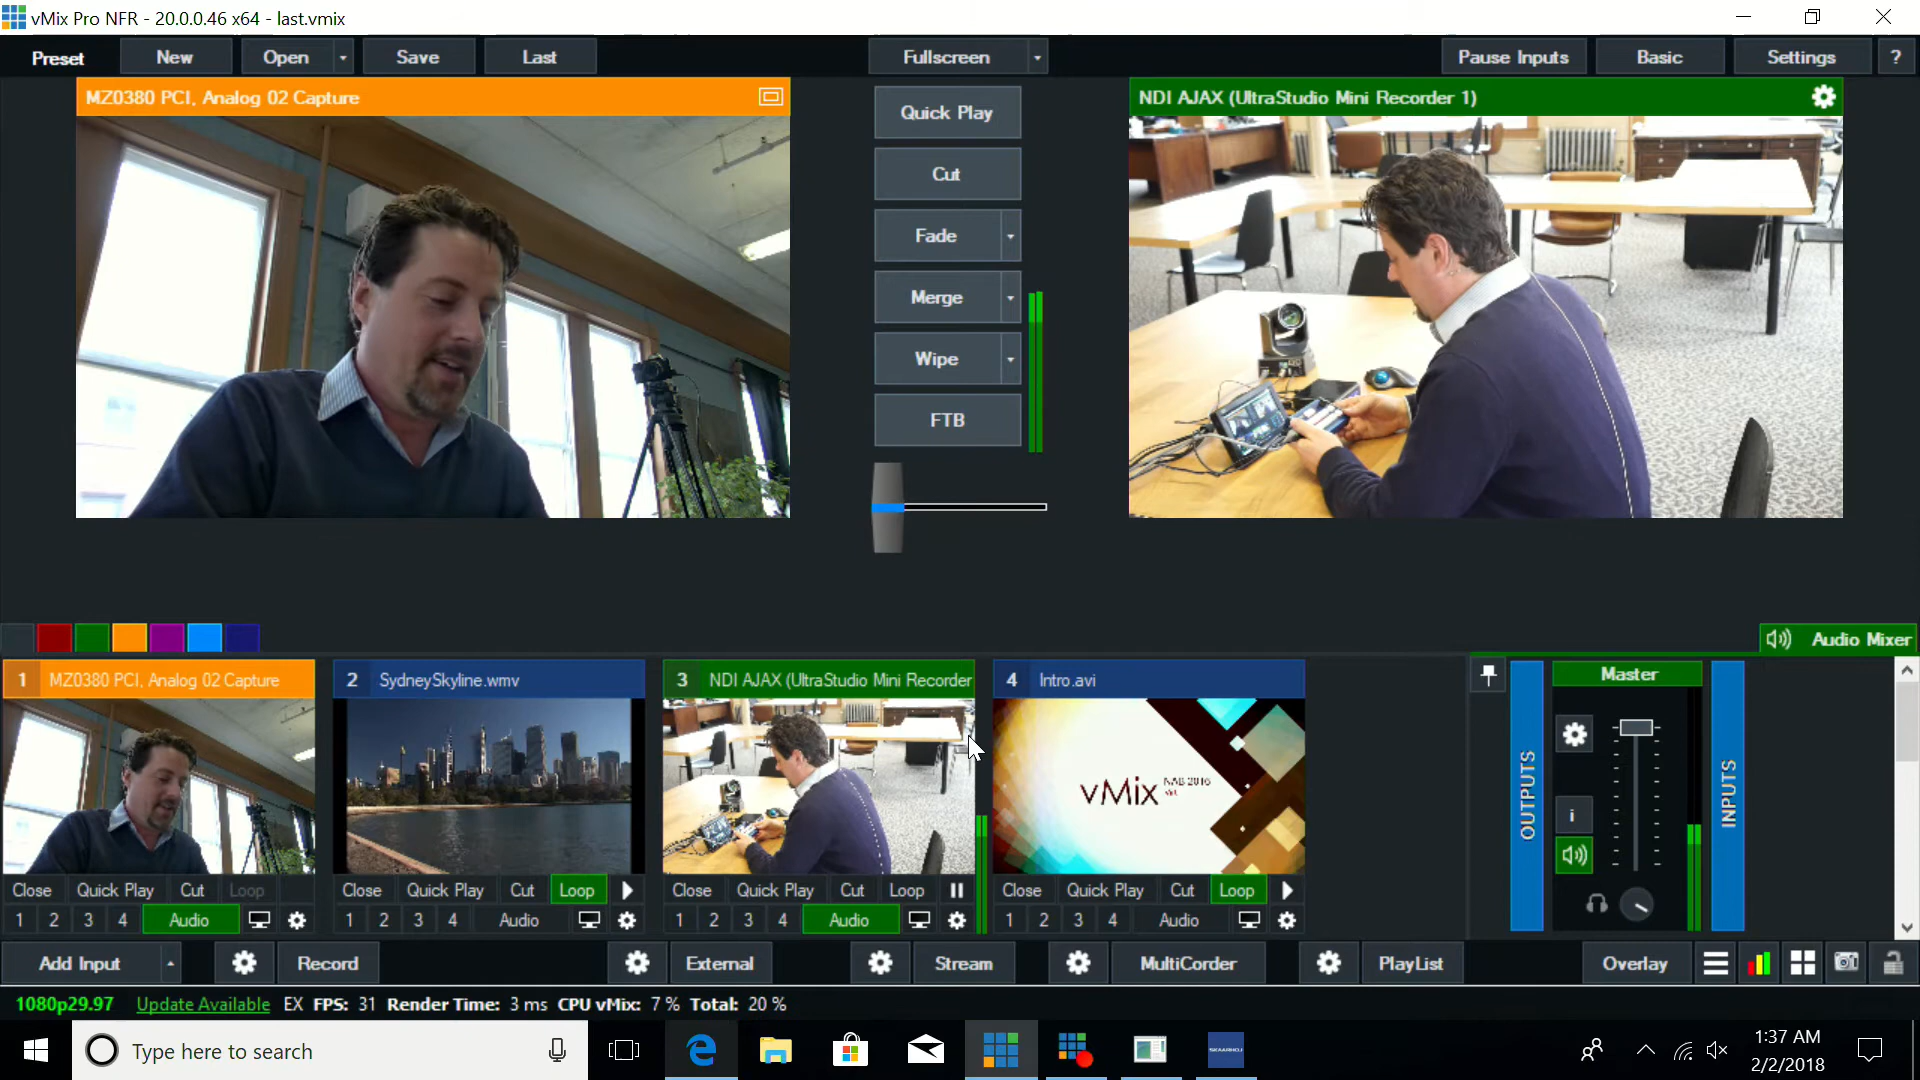 vMix Pro NFR - 20.0.0.46 x64 - last.vmix
Preset New Open Save Last Fullscreen Pause Inputs Basic Settings ?
MZ0380 PCI, Analog 02 Capture
NDI AJAX (UltraStudio Mini Recorder 1)
Quick Play
Cut
Fade
Merge
Wipe
FTB
Audio Mixer
1 MZ0380 PCI, Analog 02 Capture
2 SydneySkyline.wmv
3 NDI AJAX (UltraStudio Mini Recorder
4 Intro.avi
Master
OUTPUTS
INPUTS
i
vMix NAB 2016
Close Quick Play Cut Loop
1 2 3 4 Audio
Close Quick Play Cut Loop
1 2 3 4 Audio
Close Quick Play Cut Loop
1 2 3 4 Audio
Close Quick Play Cut Loop
1 2 3 4 Audio
Add Input Record External Stream MultiCorder PlayList Overlay
1080p29.97 Update Available EX FPS: 31 Render Time: 3 ms CPU vMix: 7 % Total: 20 %
Type here to search
SKAARHOJ
1:37 AM
2/2/2018